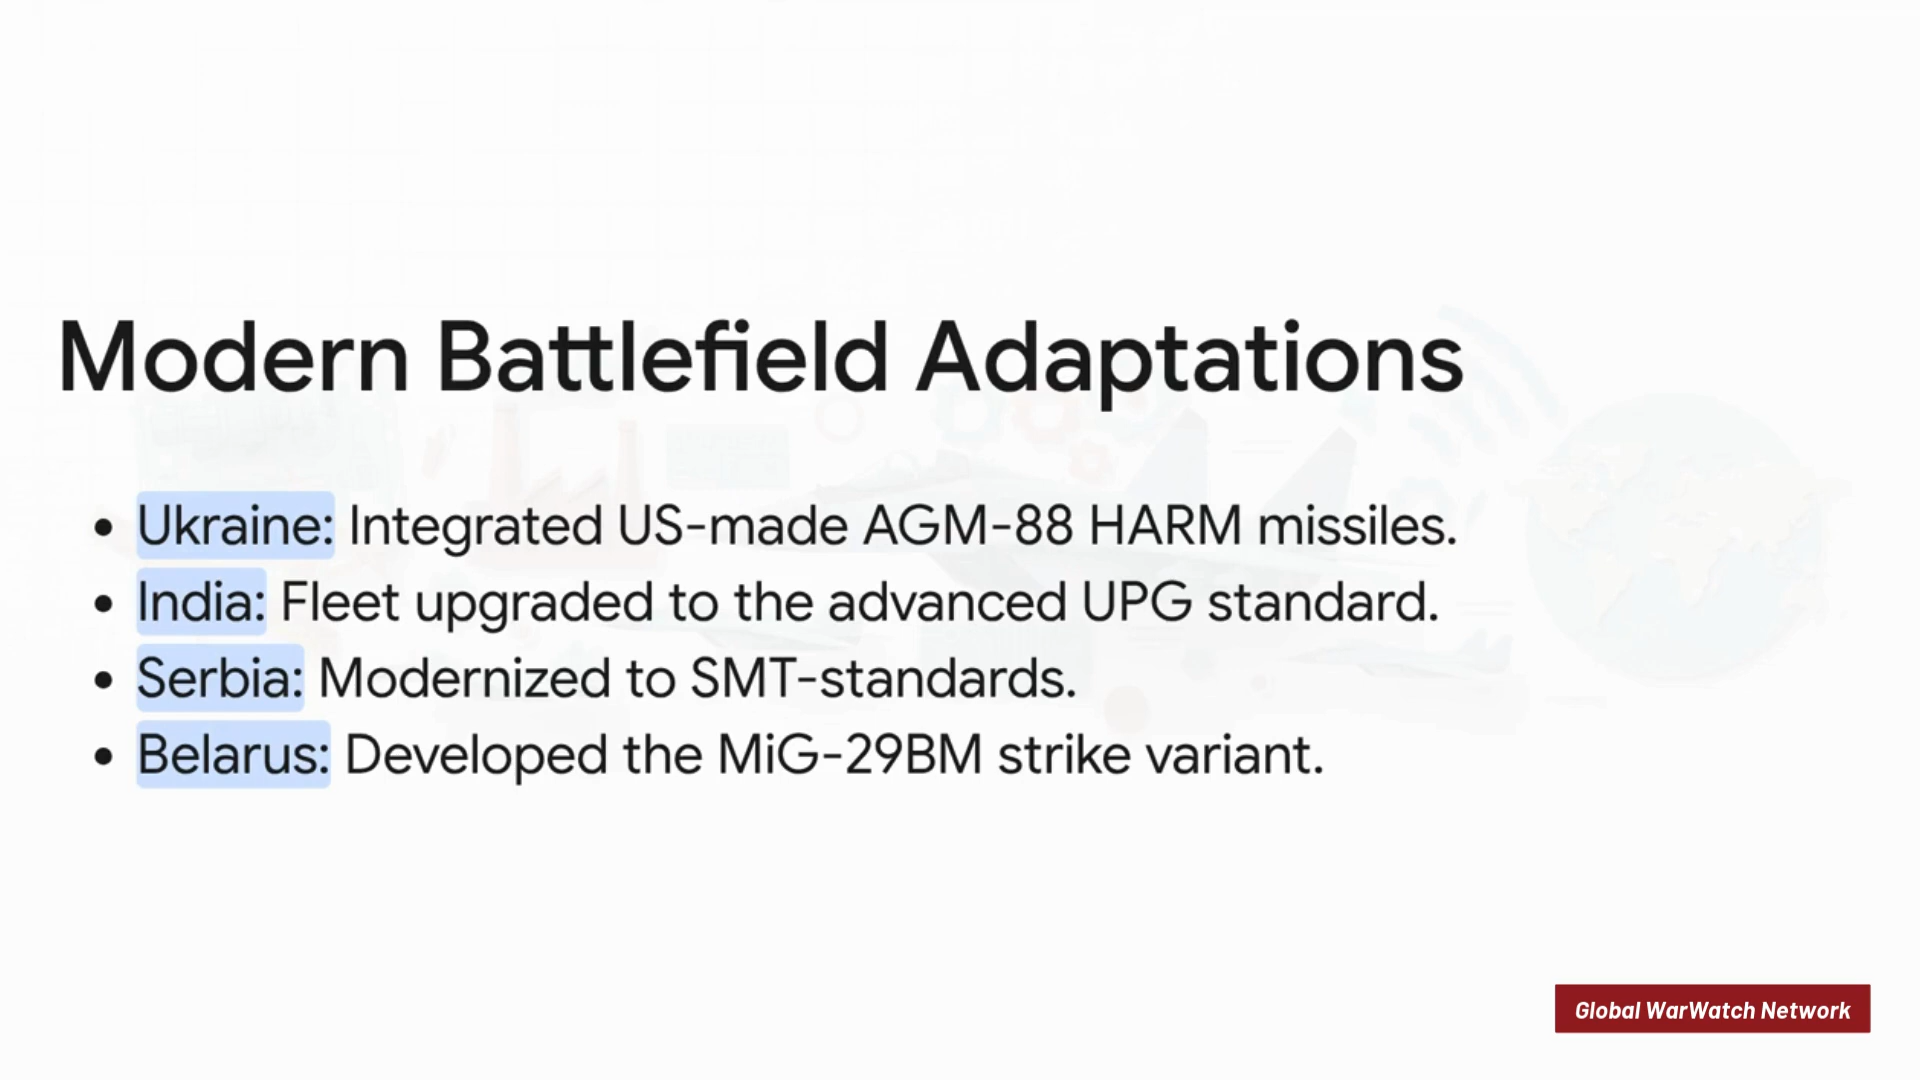 Modern Battlefield Adaptations
• Ukraine: Integrated US-made AGM-88 HARM missiles.
• India: Fleet upgraded to the advanced UPG standard.
• Serbia: Modernized to SMT-standards.
• Belarus: Developed the MiG-29BM strike variant.
Global WarWatch Network